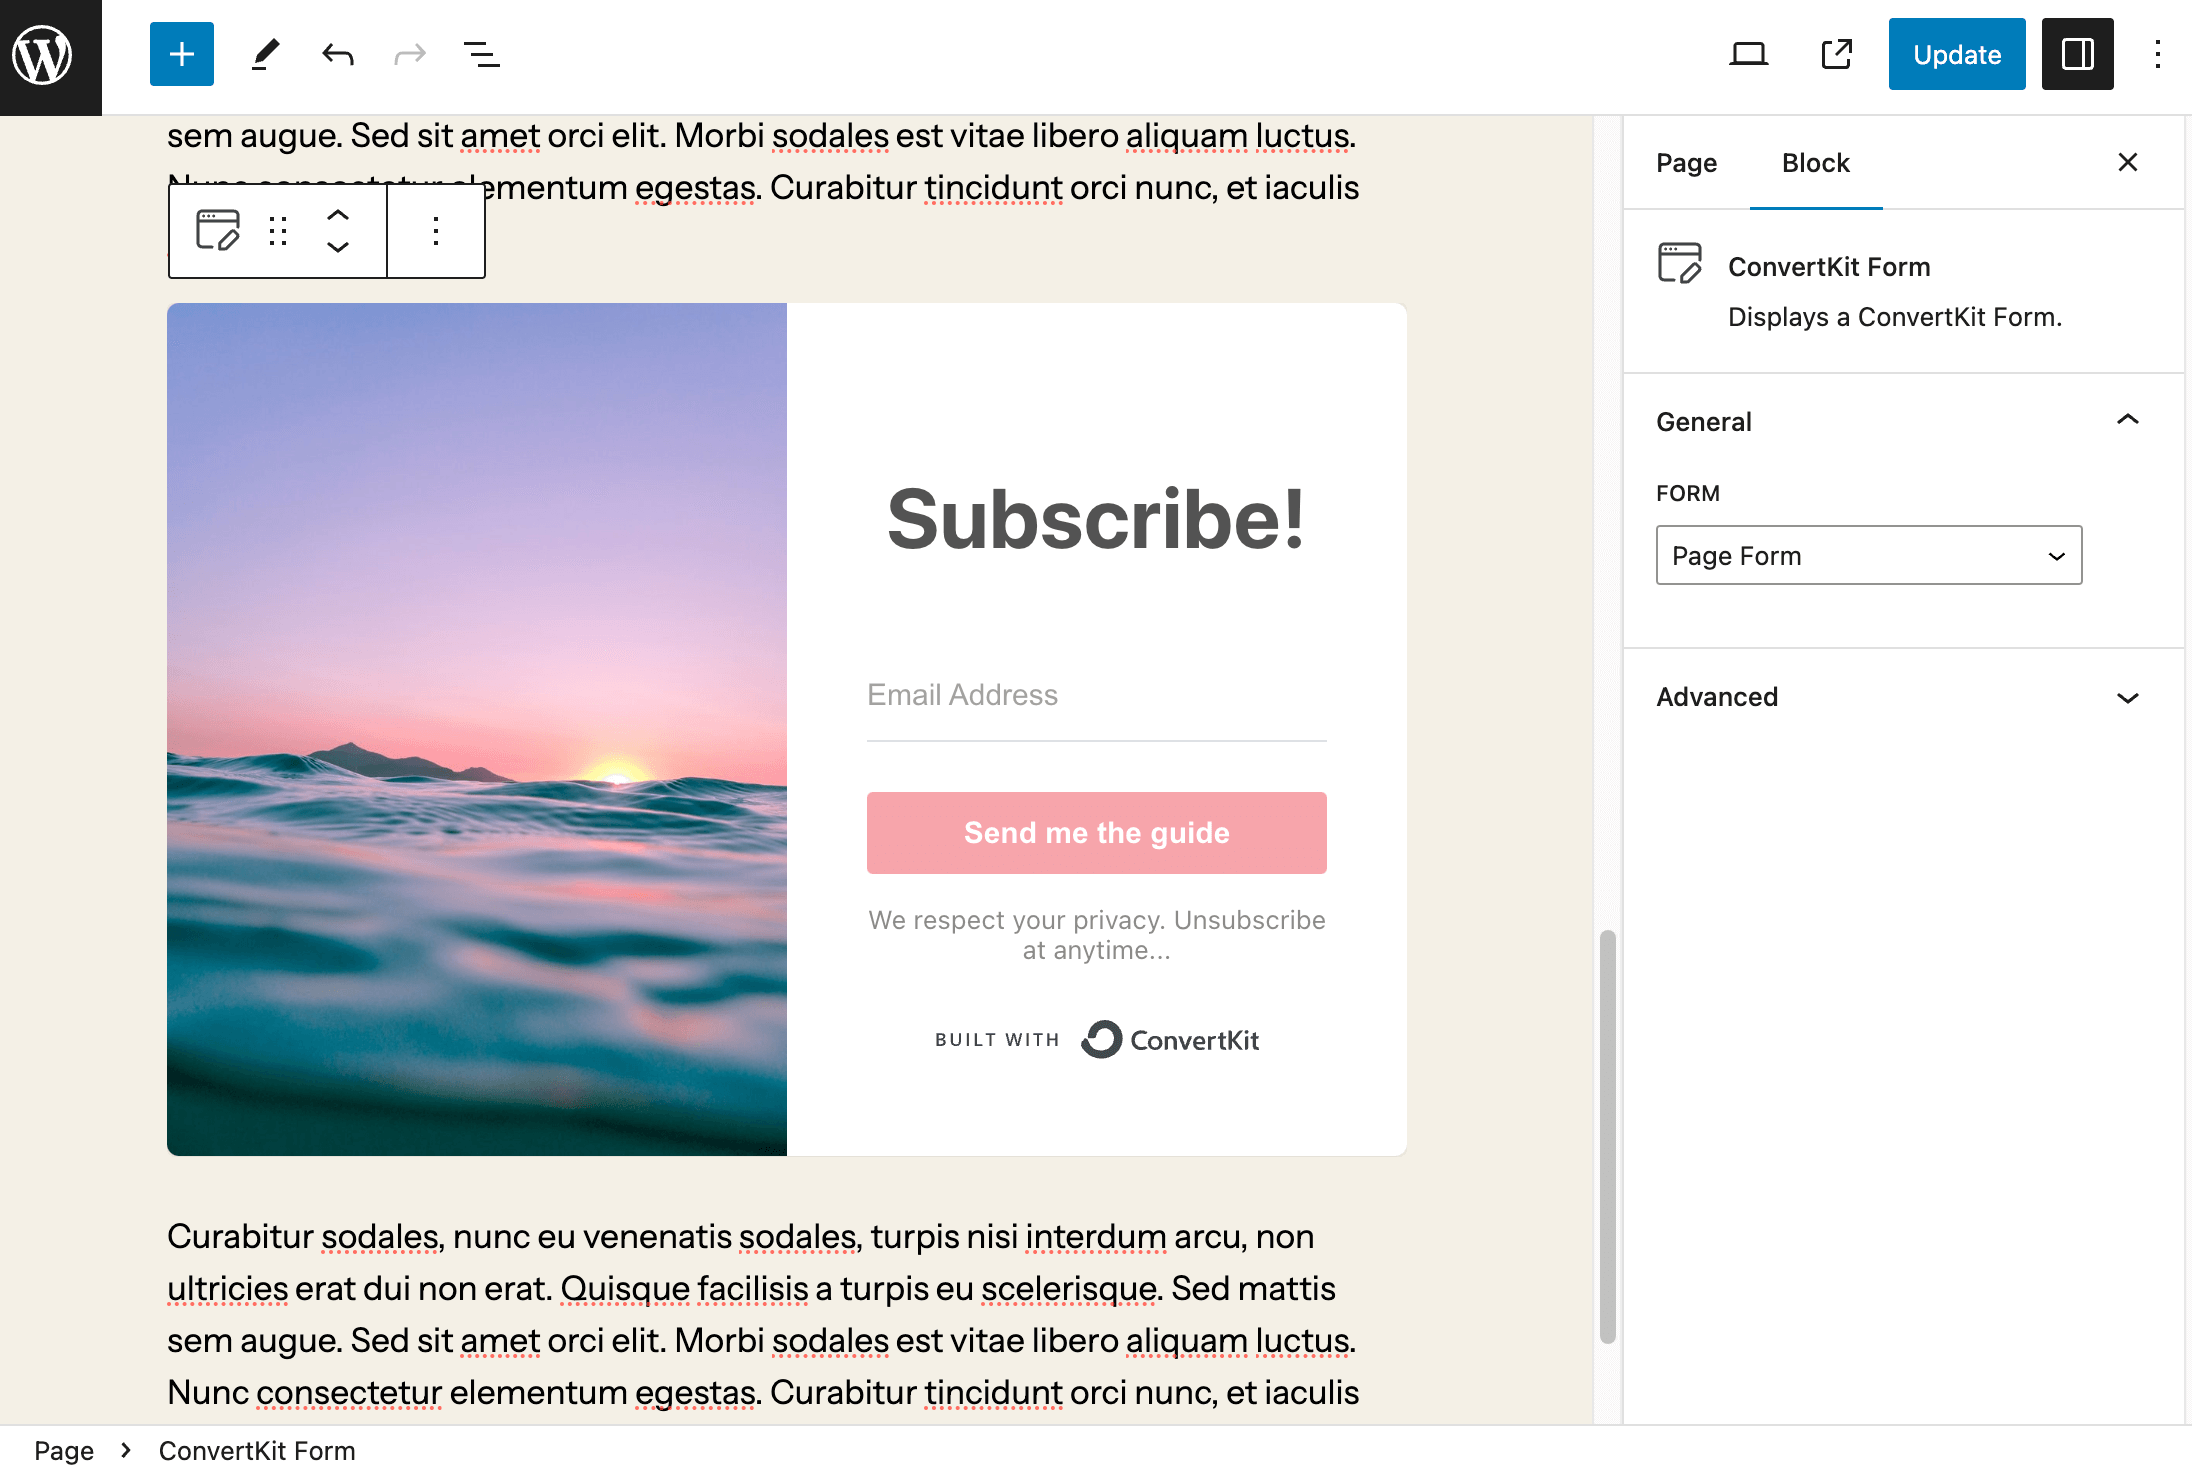 Update
sem augue. Sed sit amet orci elit. Morbi sodales est vitae libero aliquam luctus.
elementum egestas. Curabitur tincidunt orci nunc, et iaculis
Subscribe!
Email Address
Send me the guide
We respect your privacy. Unsubscribe
at anytime...
BUILT WITH ConvertKit
Curabitur sodales, nunc eu venenatis sodales, turpis nisi interdum arcu, non
ultricies erat dui non erat. Quisque facilisis a turpis eu scelerisque. Sed mattis
sem augue. Sed sit amet orci elit. Morbi sodales est vitae libero aliquam luctus.
Nunc consectetur elementum egestas. Curabitur tincidunt orci nunc, et iaculis
Page Block
ConvertKit Form
Displays a ConvertKit Form.
General
FORM
Page Form
Advanced
Page > ConvertKit Form